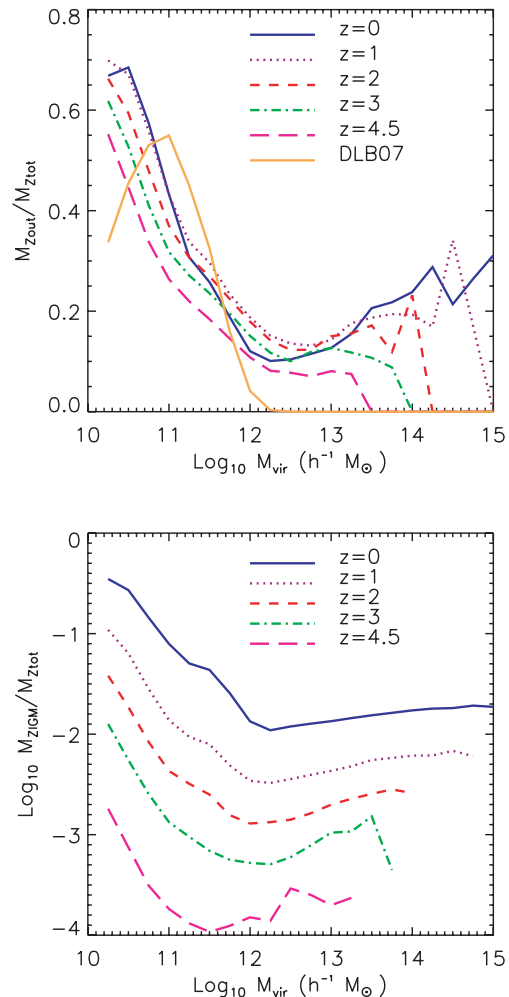 z=0
z=1
z=2
z=3
z=4.5
DLB07
0.8
0.6
0.4
0.2
0.0
M_Zout/M_Ztot
10 11 12 13 14 15
Log₁₀ M_vir (h⁻¹ M_⊙)
z=0
z=1
z=2
z=3
z=4.5
0
-1
-2
-3
-4
Log₁₀ M_ZIGM/M_Ztot
10 11 12 13 14 15
Log₁₀ M_vir (h⁻¹ M_⊙)